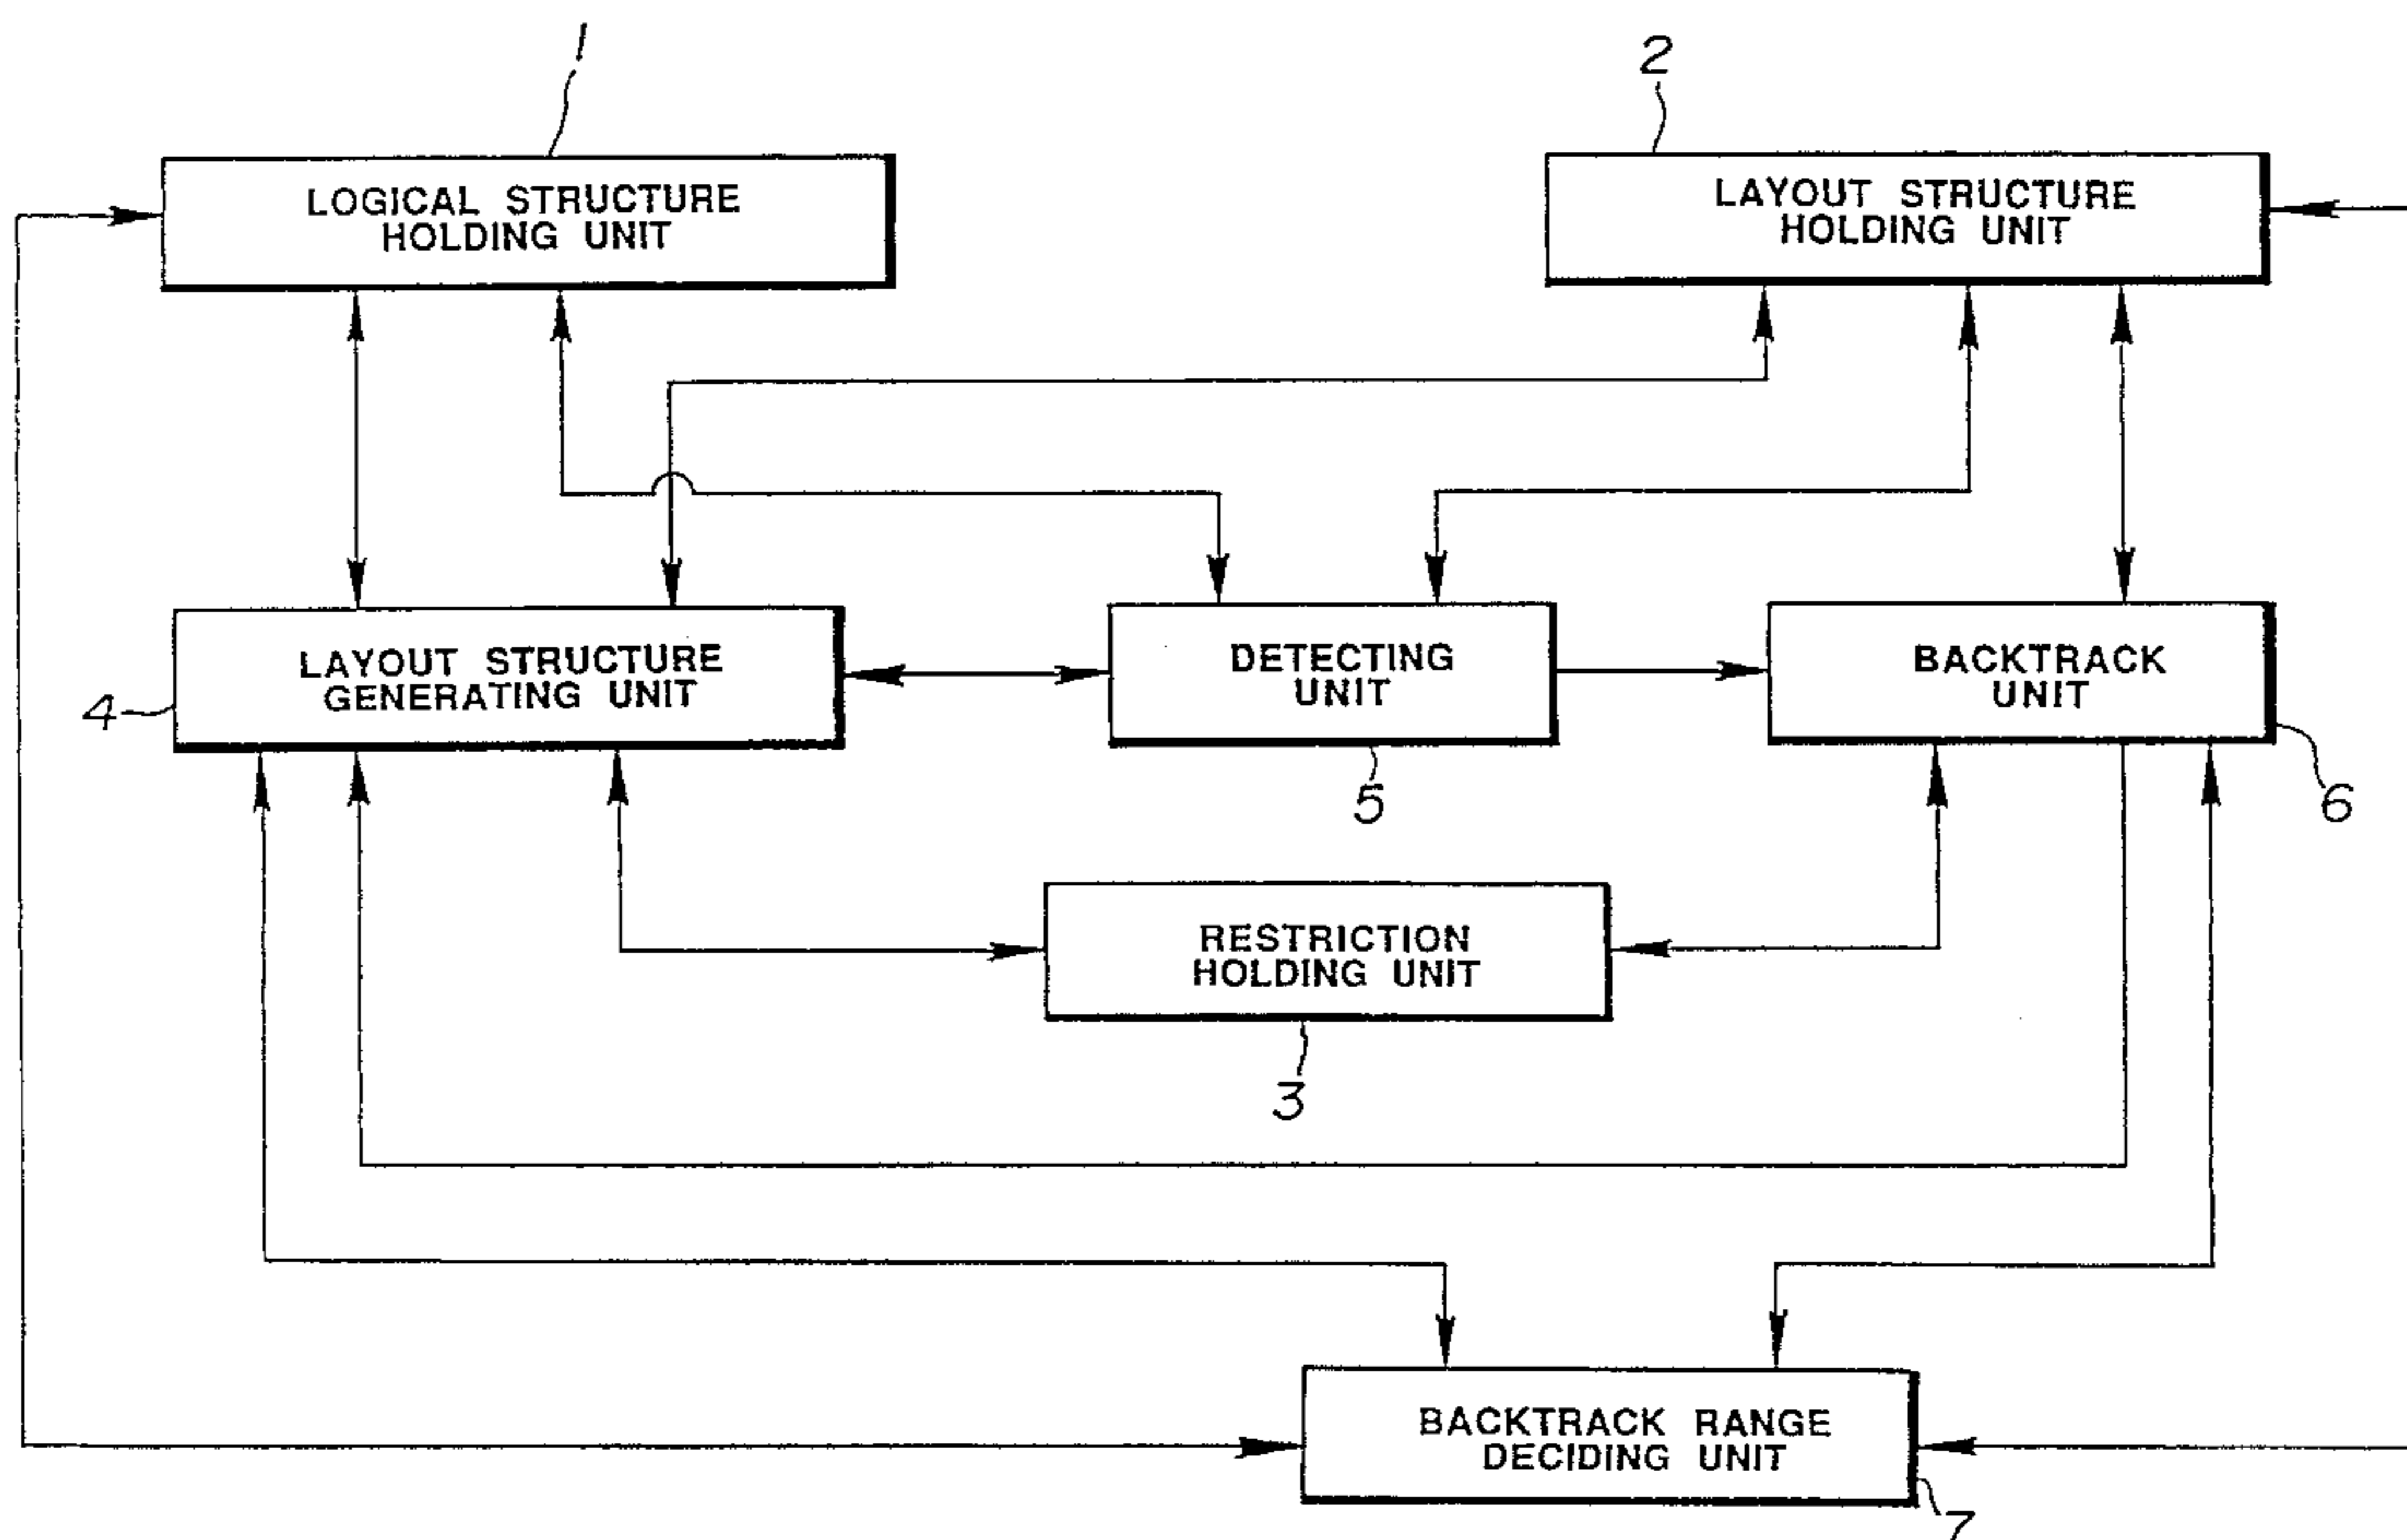 1
2
LOGICAL STRUCTURE
HOLDING UNIT
LAYOUT STRUCTURE
HOLDING UNIT
LAYOUT STRUCTURE
GENERATING UNIT
4
DETECTING
UNIT
5
BACKTRACK
UNIT
6
RESTRICTION
HOLDING UNIT
3
BACKTRACK RANGE
DECIDING UNIT
7